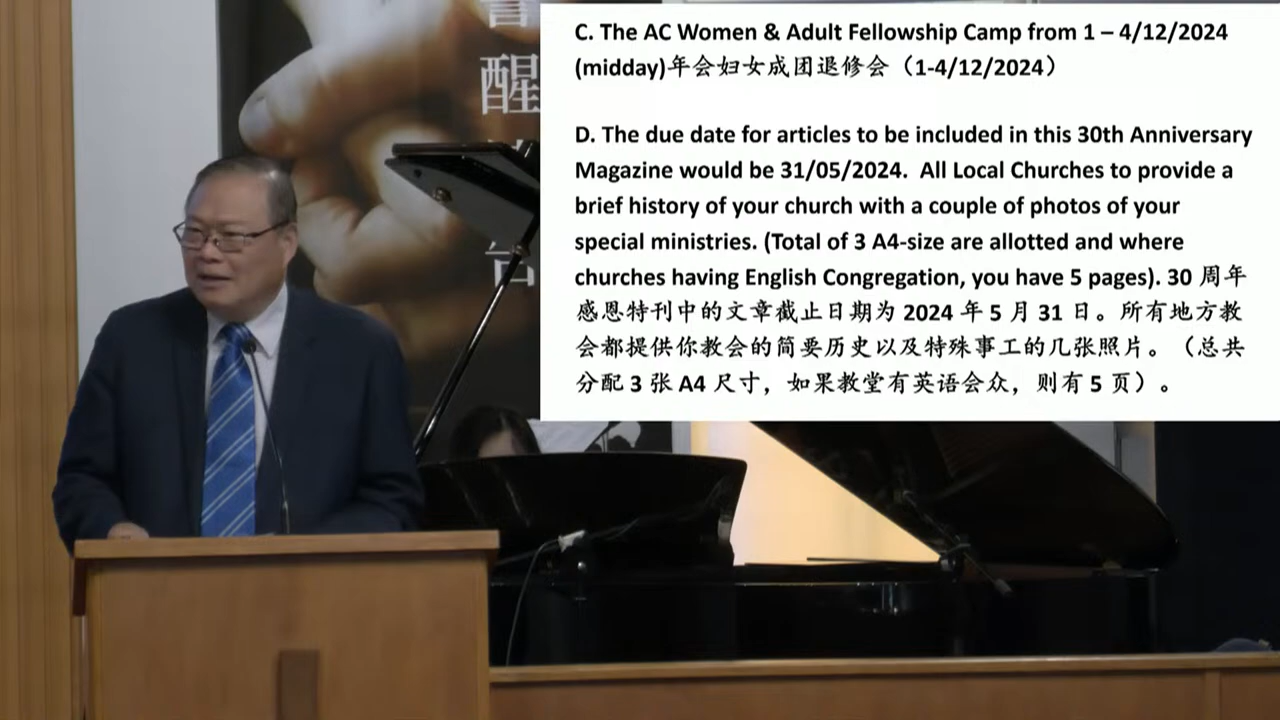 醒
C. The AC Women & Adult Fellowship Camp from 1 – 4/12/2024
(midday)年会妇女成团退修会（1-4/12/2024）
D. The due date for articles to be included in this 30th Anniversary
Magazine would be 31/05/2024.  All Local Churches to provide a
brief history of your church with a couple of photos of your
special ministries. (Total of 3 A4-size are allotted and where
churches having English Congregation, you have 5 pages). 30 周年
感恩特刊中的文章截止日期为 2024 年 5 月 31 日。所有地方教
会都提供你教会的简要历史以及特殊事工的几张照片。（总共
分配 3 张 A4 尺寸，如果教堂有英语会众，则有 5 页）。